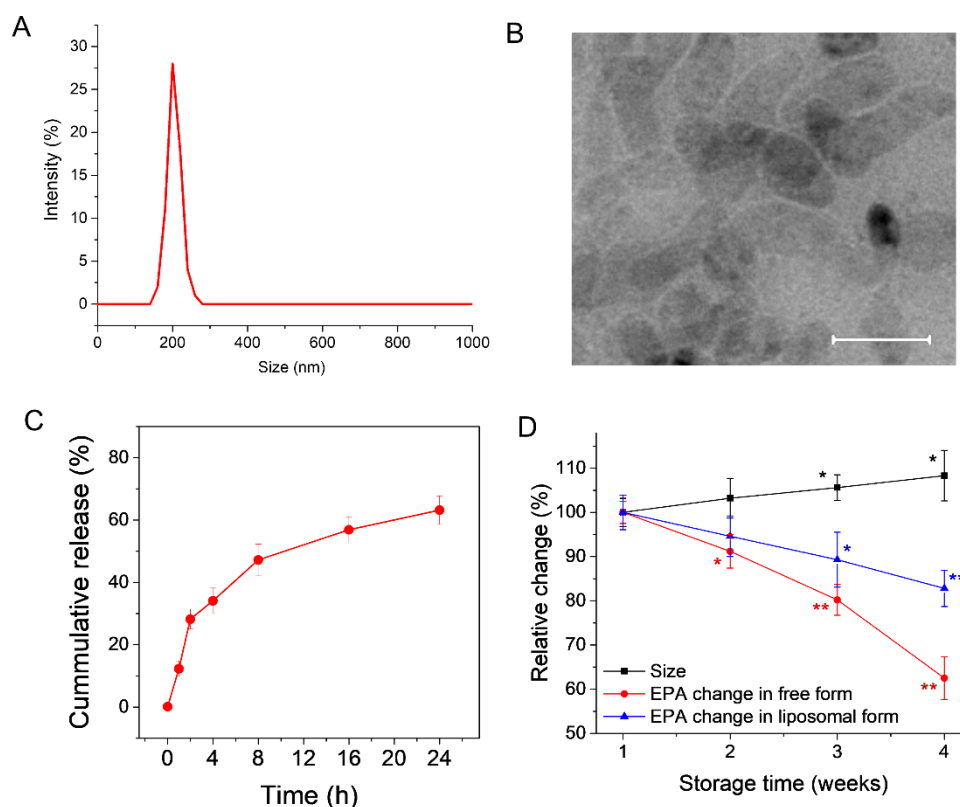 A
Intensity (%)
30
25
20
15
10
5
0
0 200 400 600 800 1000
Size (nm)
B
C
Cummulative release (%)
80
60
40
20
0
0 4 8 12 16 20 24
Time (h)
D
Relative change (%)
110
100
90
80
70
60
50
* *
* **
* ** **
Size
EPA change in free form
EPA change in liposomal form
1 2 3 4
Storage time (weeks)